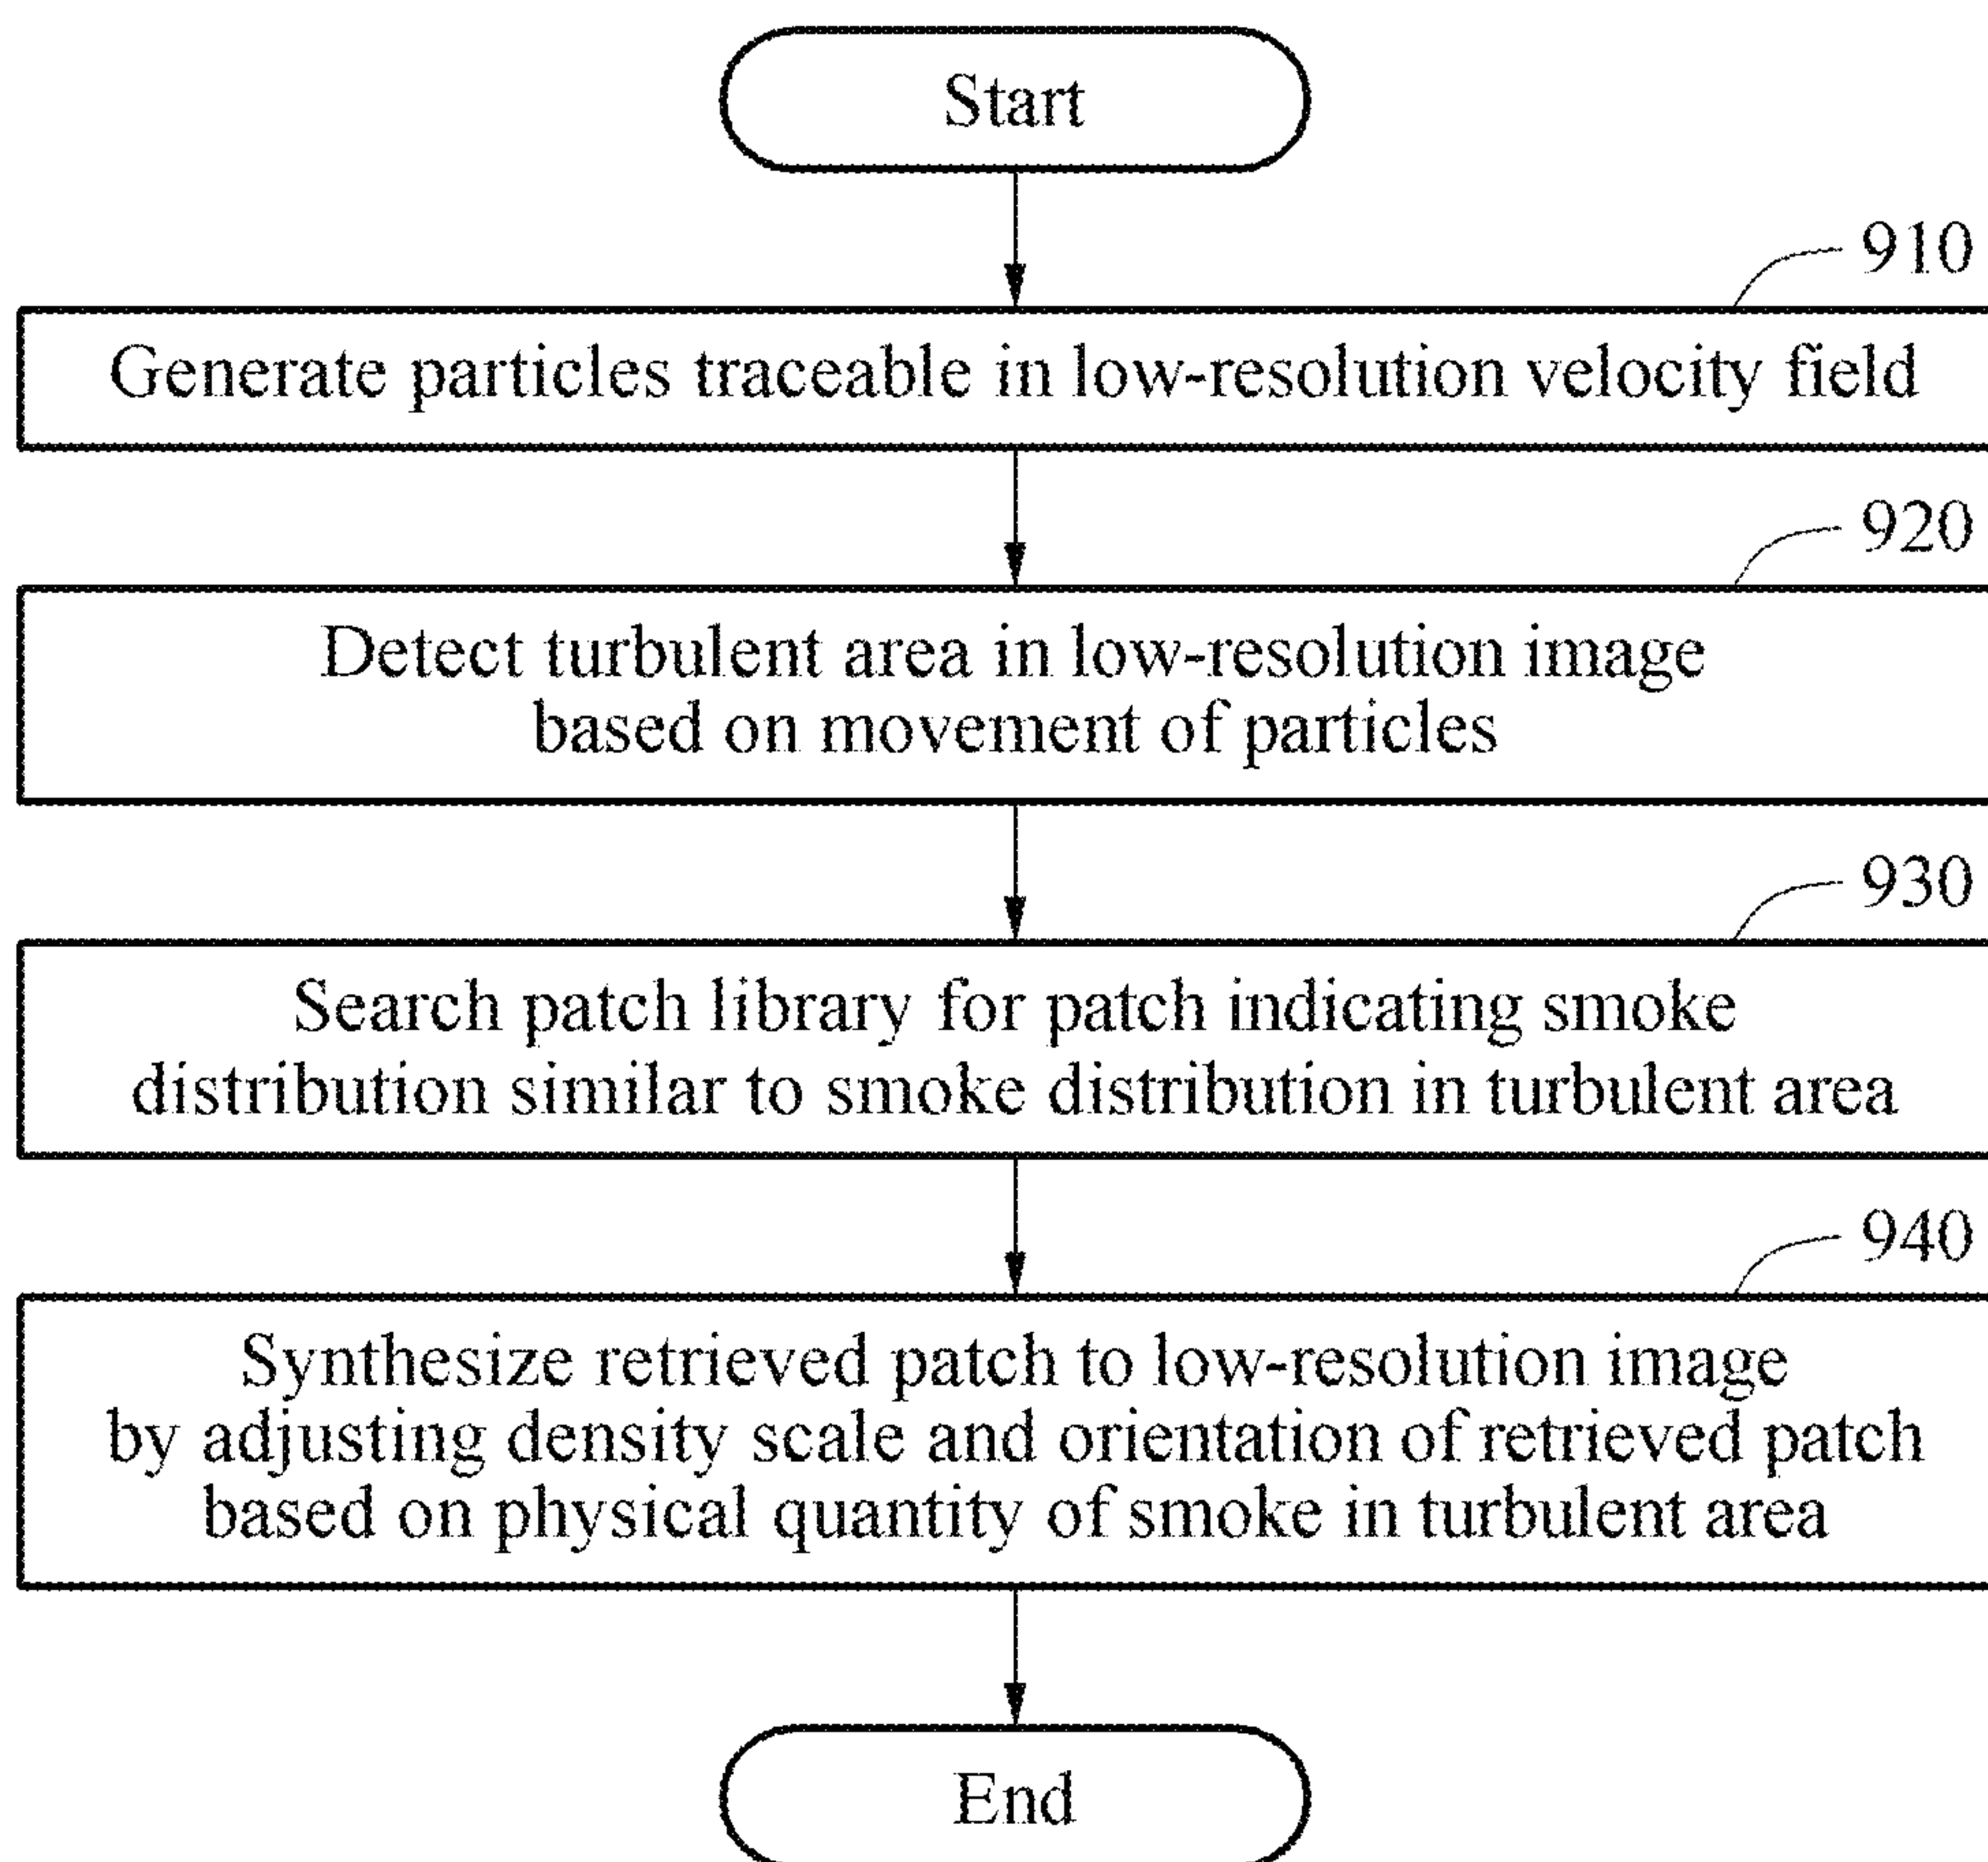 Start
910
Generate particles traceable in low-resolution velocity field
920
Detect turbulent area in low-resolution image
based on movement of particles
930
Search patch library for patch indicating smoke
distribution similar to smoke distribution in turbulent area
940
Synthesize retrieved patch to low-resolution image
by adjusting density scale and orientation of retrieved patch
based on physical quantity of smoke in turbulent area
End